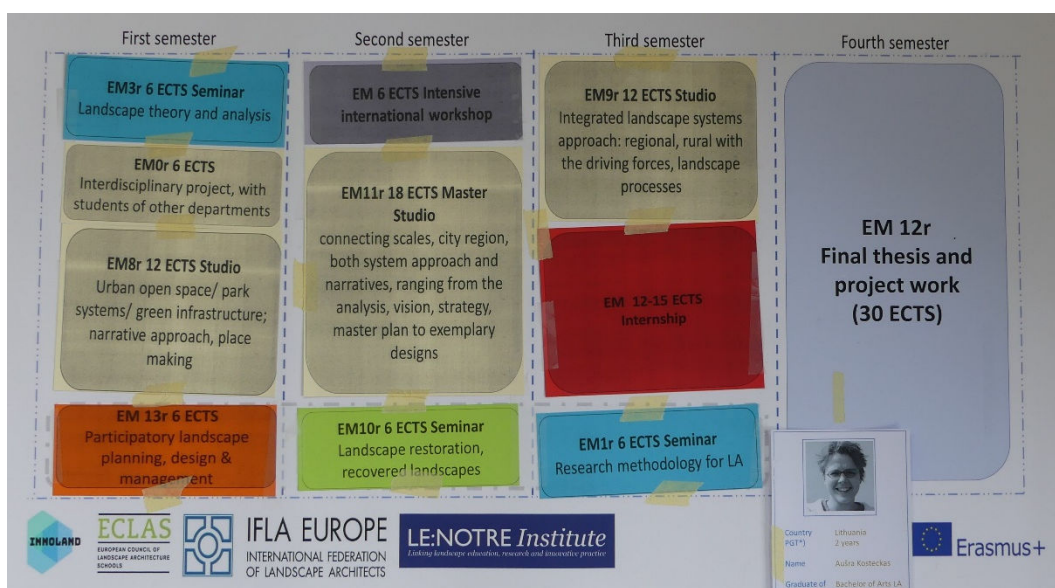 First semester
EM3r 6 ECTS Seminar
Landscape theory and analysis
EM0r 6 ECTS
Interdisciplinary project, with
students of other departments
EM8r 12 ECTS Studio
Urban open space/ park
systems/ green infrastructure;
narrative approach, place
making
EM 13r 6 ECTS
Participatory landscape
planning, design &
management
Second semester
EM 6 ECTS Intensive
international workshop
EM11r 18 ECTS Master
Studio
connecting scales, city region,
both system approach and
narratives, ranging from the
analysis, vision, strategy,
master plan to exemplary
designs
EM10r 6 ECTS Seminar
Landscape restoration,
recovered landscapes
Third semester
EM9r 12 ECTS Studio
Integrated landscape systems
approach: regional, rural with
the driving forces, landscape
processes
EM 12-15 ECTS
Internship
EM1r 6 ECTS Seminar
Research methodology for LA
Fourth semester
EM 12r
Final thesis and
project work
(30 ECTS)
Country Lithuania
PGT*) 2 years
Name Aušra Kosteckas
Graduate of Bachelor of Arts LA
INNOLAND
ECLAS
EUROPEAN COUNCIL OF
LANDSCAPE ARCHITECTURE
SCHOOLS
IFLA EUROPE
INTERNATIONAL FEDERATION
OF LANDSCAPE ARCHITECTS
LE:NOTRE Institute
Linking landscape education, research and innovative practice
Erasmus+